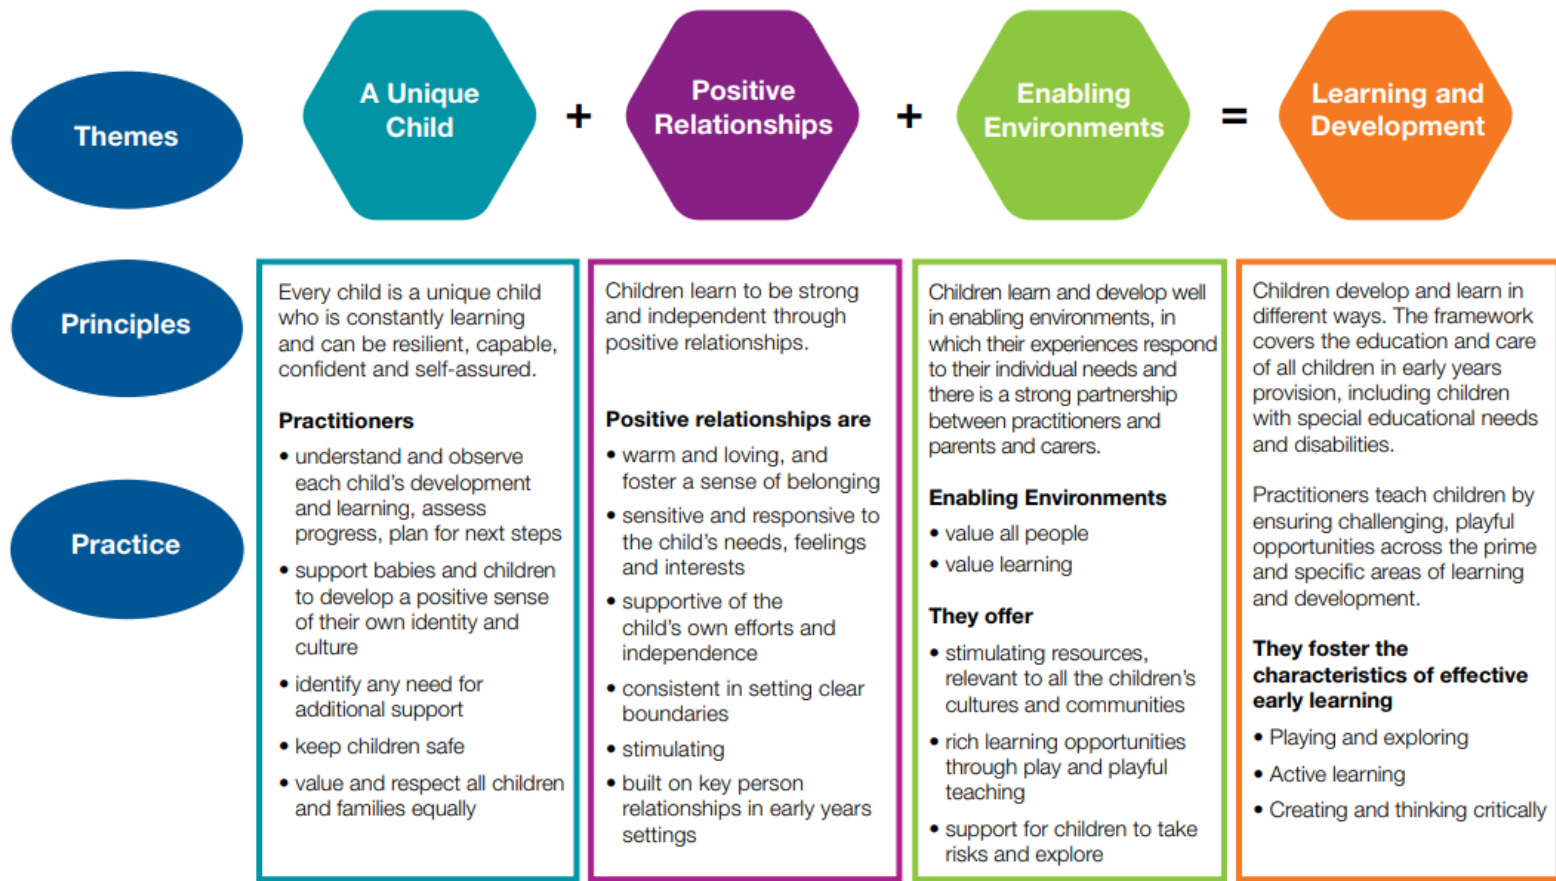 Themes
A Unique
Child
+
Positive
Relationships
+
Enabling
Environments
=
Learning and
Development
Principles
Practice
Every child is a unique child
who is constantly learning
and can be resilient, capable,
confident and self-assured.
Practitioners
• understand and observe
each child’s development
and learning, assess
progress, plan for next steps
• support babies and children
to develop a positive sense
of their own identity and
culture
• identify any need for
additional support
• keep children safe
• value and respect all children
and families equally
Children learn to be strong
and independent through
positive relationships.
Positive relationships are
• warm and loving, and
foster a sense of belonging
• sensitive and responsive to
the child’s needs, feelings
and interests
• supportive of the
child’s own efforts and
independence
• consistent in setting clear
boundaries
• stimulating
• built on key person
relationships in early years
settings
Children learn and develop well
in enabling environments, in
which their experiences respond
to their individual needs and
there is a strong partnership
between practitioners and
parents and carers.
Enabling Environments
• value all people
• value learning
They offer
• stimulating resources,
relevant to all the children’s
cultures and communities
• rich learning opportunities
through play and playful
teaching
• support for children to take
risks and explore
Children develop and learn in
different ways. The framework
covers the education and care
of all children in early years
provision, including children
with special educational needs
and disabilities.
Practitioners teach children by
ensuring challenging, playful
opportunities across the prime
and specific areas of learning
and development.
They foster the
characteristics of effective
early learning
• Playing and exploring
• Active learning
• Creating and thinking critically